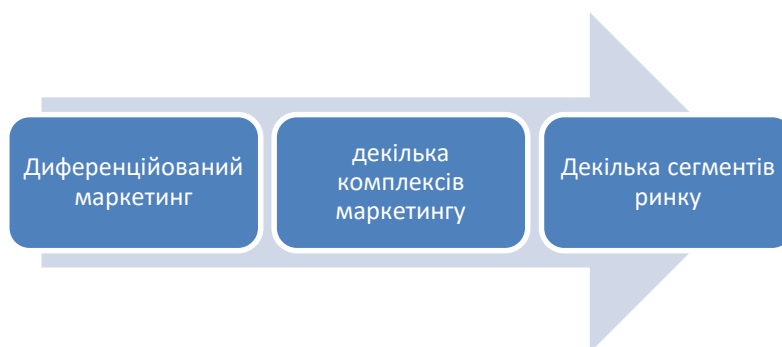 Диференційований
маркетинг
декілька
комплексів
маркетингу
Декілька сегментів
ринку